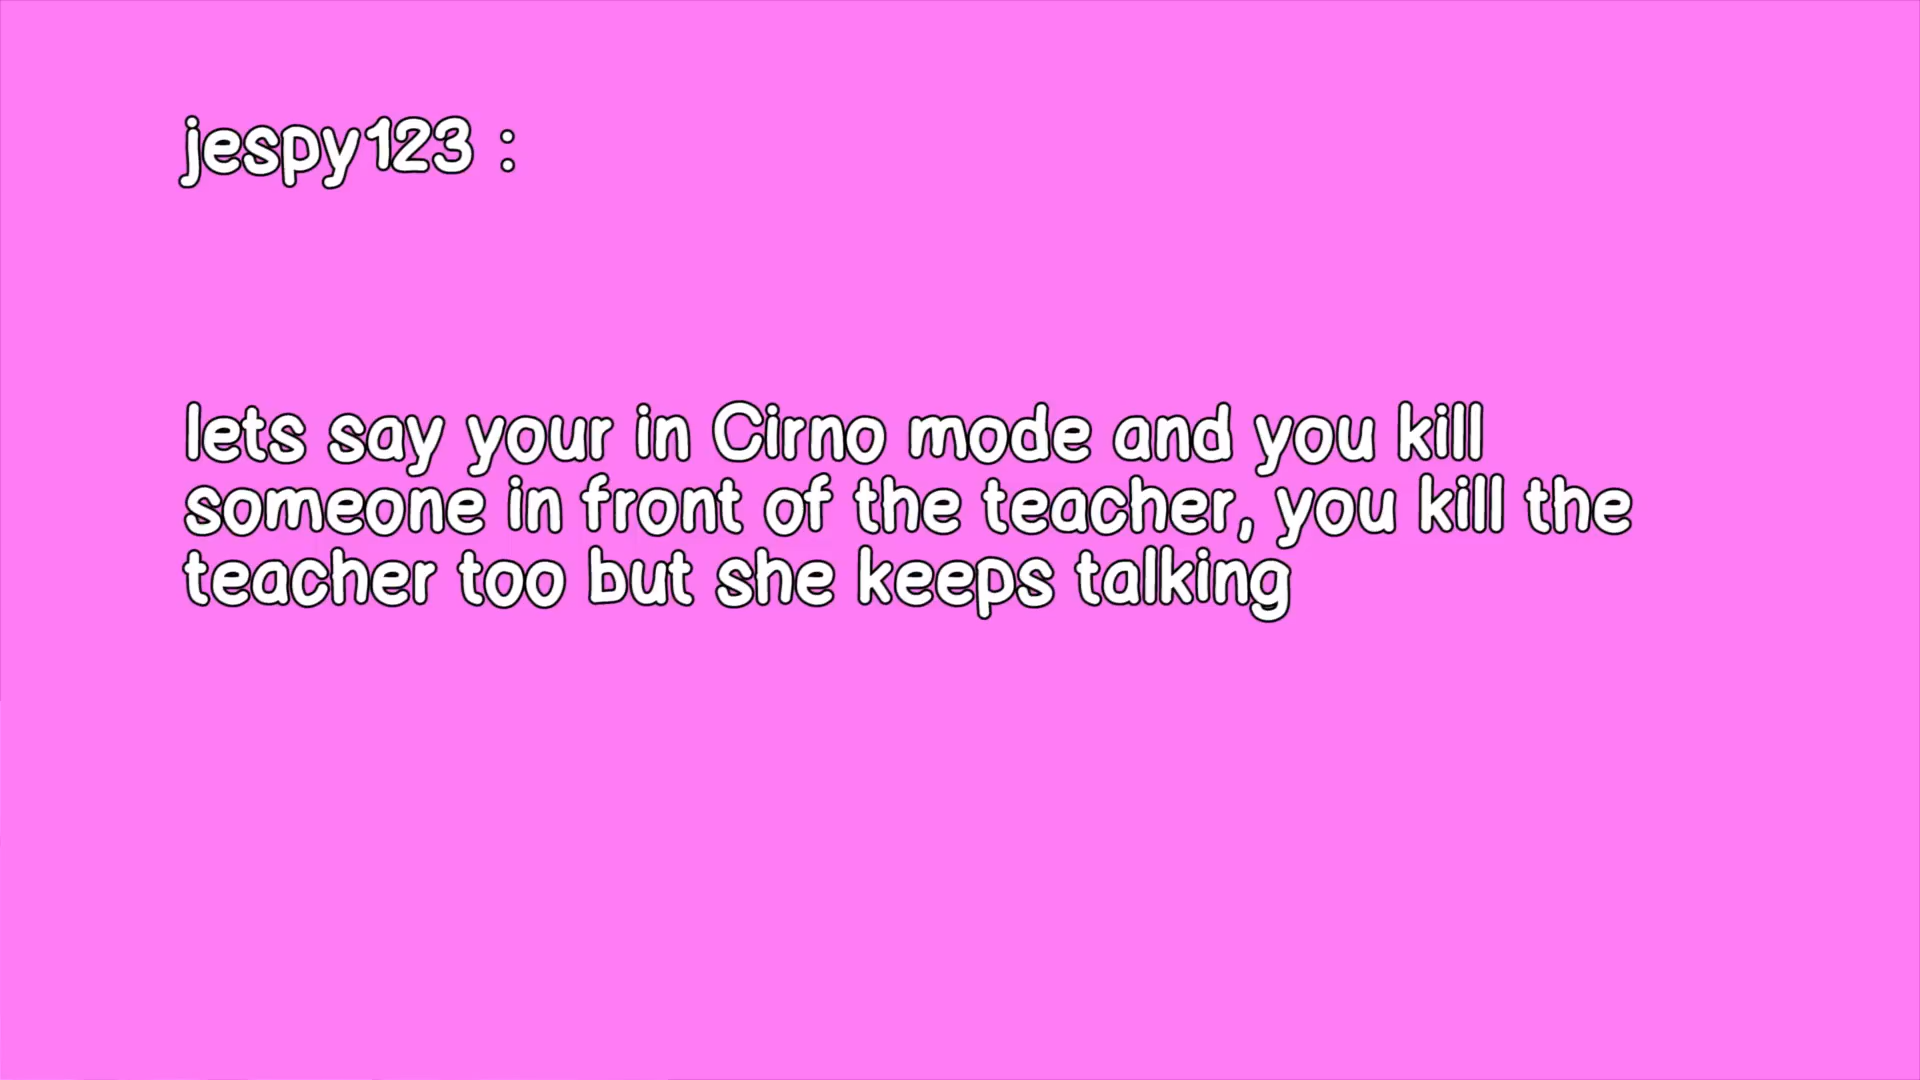 jespy123 :
lets say your in Cirno mode and you kill
someone in front of the teacher, you kill the
teacher too but she keeps talking